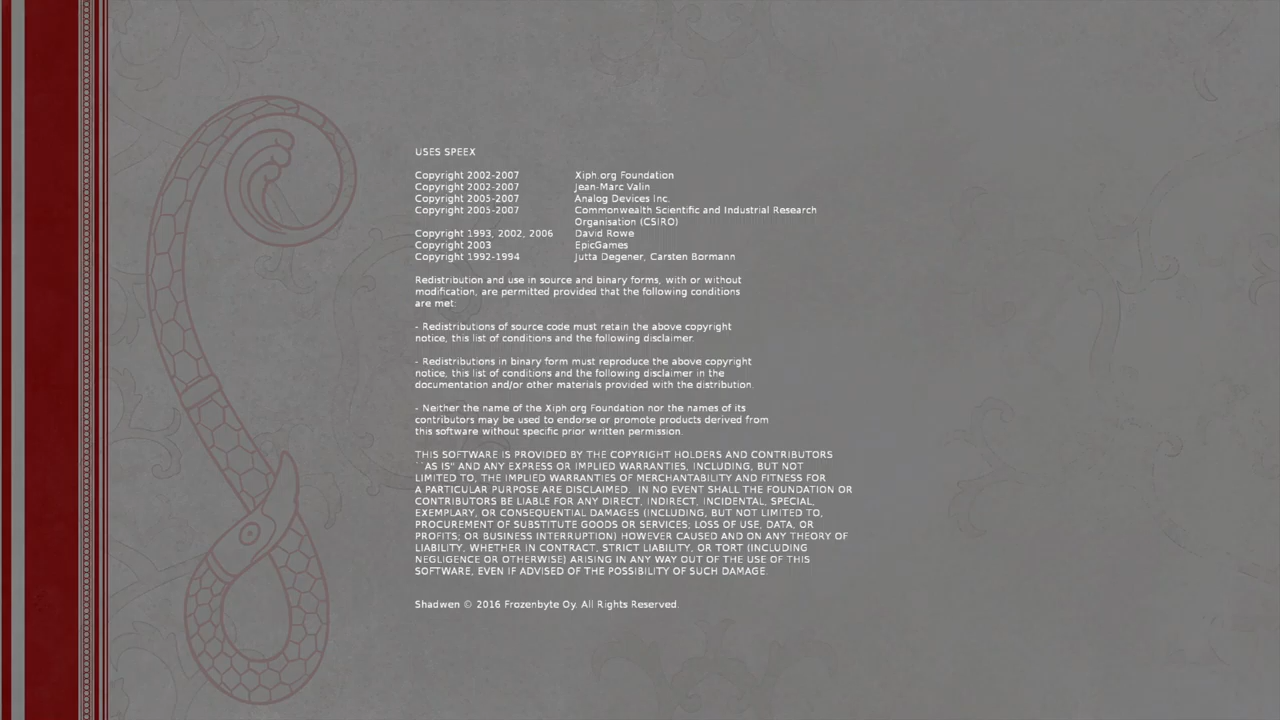 USES SPEEX
Copyright 2002-2007 Xiph.org Foundation
Copyright 2002-2007 Jean-Marc Valin
Copyright 2005-2007 Analog Devices Inc.
Copyright 2005-2007 Commonwealth Scientific and Industrial Research
Organisation (CSIRO)
Copyright 1993, 2002, 2006 David Rowe
Copyright 2003 EpicGames
Copyright 1992-1994 Jutta Degener, Carsten Bormann
Redistribution and use in source and binary forms, with or without
modification, are permitted provided that the following conditions
are met:
- Redistributions of source code must retain the above copyright
notice, this list of conditions and the following disclaimer.
- Redistributions in binary form must reproduce the above copyright
notice, this list of conditions and the following disclaimer in the
documentation and/or other materials provided with the distribution.
- Neither the name of the Xiph.org Foundation nor the names of its
contributors may be used to endorse or promote products derived from
this software without specific prior written permission.
THIS SOFTWARE IS PROVIDED BY THE COPYRIGHT HOLDERS AND CONTRIBUTORS
``AS IS'' AND ANY EXPRESS OR IMPLIED WARRANTIES, INCLUDING, BUT NOT
LIMITED TO, THE IMPLIED WARRANTIES OF MERCHANTABILITY AND FITNESS FOR
A PARTICULAR PURPOSE ARE DISCLAIMED.  IN NO EVENT SHALL THE FOUNDATION OR
CONTRIBUTORS BE LIABLE FOR ANY DIRECT, INDIRECT, INCIDENTAL, SPECIAL,
EXEMPLARY, OR CONSEQUENTIAL DAMAGES (INCLUDING, BUT NOT LIMITED TO,
PROCUREMENT OF SUBSTITUTE GOODS OR SERVICES; LOSS OF USE, DATA, OR
PROFITS; OR BUSINESS INTERRUPTION) HOWEVER CAUSED AND ON ANY THEORY OF
LIABILITY, WHETHER IN CONTRACT, STRICT LIABILITY, OR TORT (INCLUDING
NEGLIGENCE OR OTHERWISE) ARISING IN ANY WAY OUT OF THE USE OF THIS
SOFTWARE, EVEN IF ADVISED OF THE POSSIBILITY OF SUCH DAMAGE.
Shadwen © 2016 Frozenbyte Oy. All Rights Reserved.